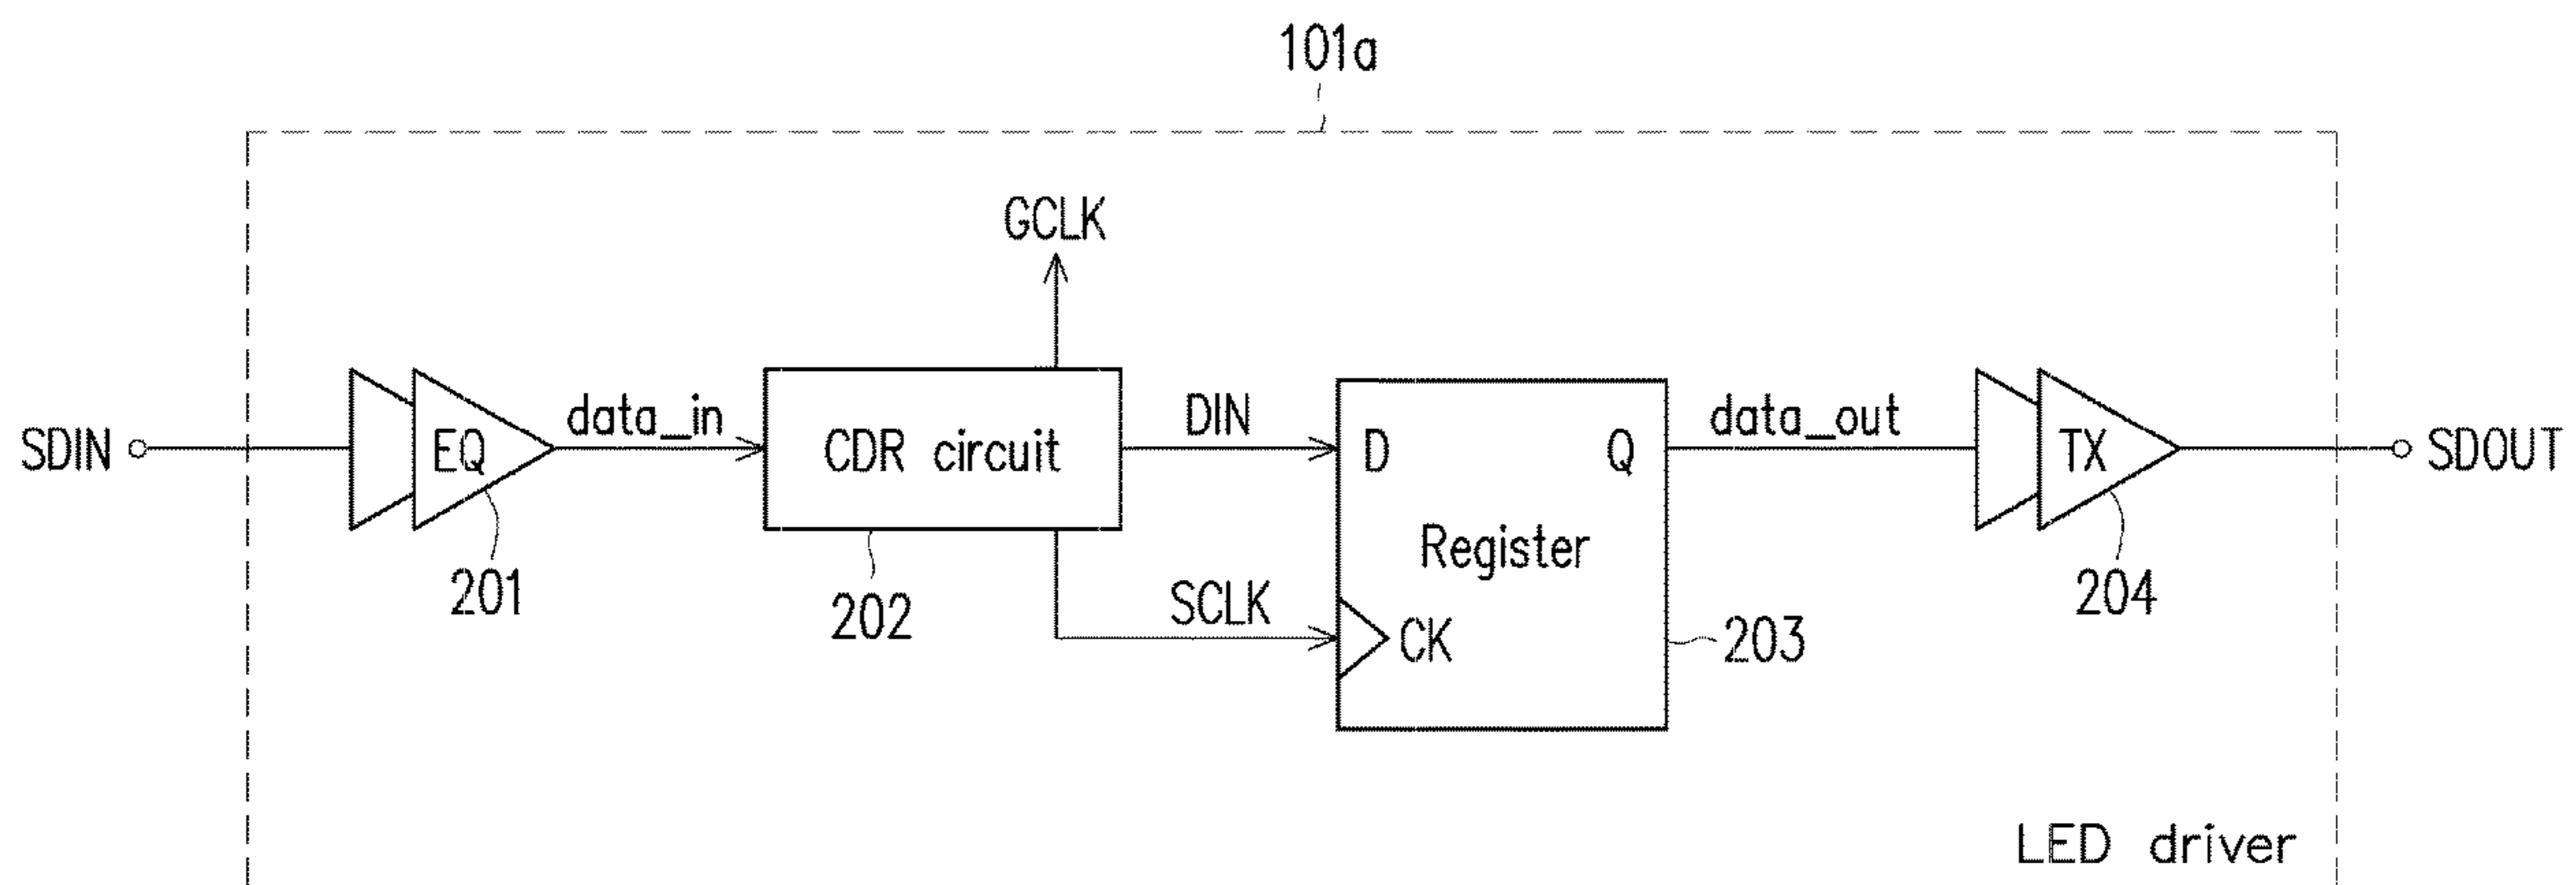 101a
GCLK
SDIN
EQ
data_in
CDR circuit
DIN
D
Q
data_out
TX
SDOUT
Register
201
202
SCLK
CK
203
204
LED driver